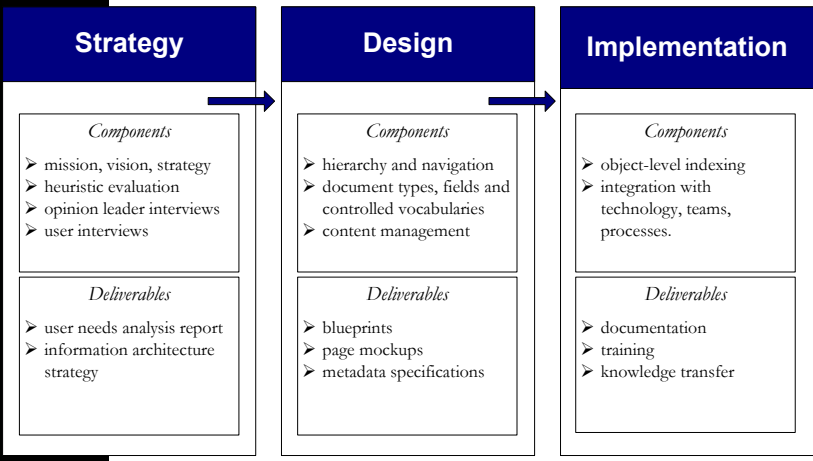 Strategy
Components
➢ mission, vision, strategy
➢ heuristic evaluation
➢ opinion leader interviews
➢ user interviews
Deliverables
➢ user needs analysis report
➢ information architecture
strategy
Design
Components
➢ hierarchy and navigation
➢ document types, fields and
controlled vocabularies
➢ content management
Deliverables
➢ blueprints
➢ page mockups
➢ metadata specifications
Implementation
Components
➢ object-level indexing
➢ integration with
technology, teams,
processes.
Deliverables
➢ documentation
➢ training
➢ knowledge transfer